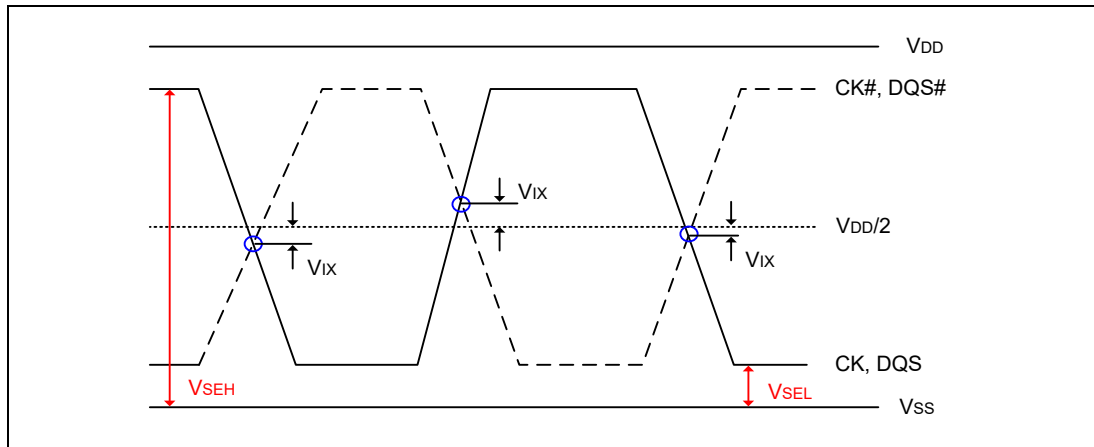 VDD
CK#, DQS#
VIX
VDD/2
VIX
VIX
CK, DQS
VSEH
VSEL
VSS